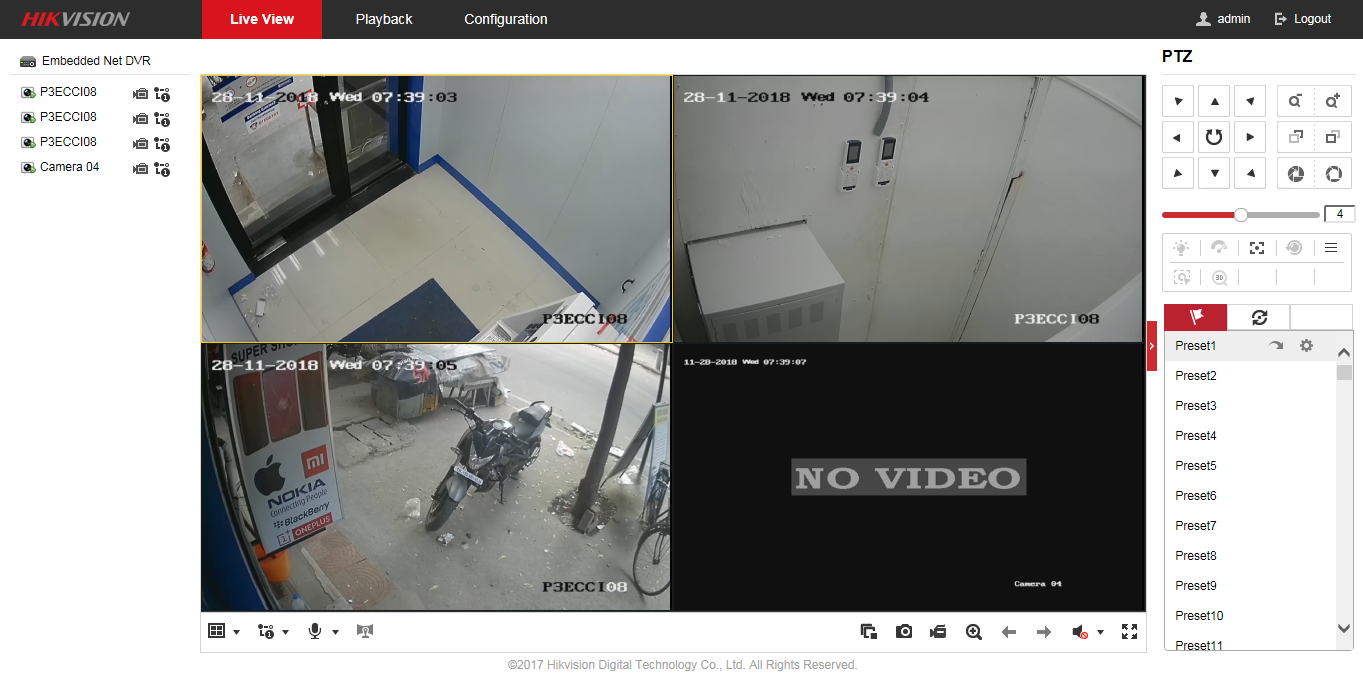 HIKVISION
Live View
Playback
Configuration
admin
Logout
Embedded Net DVR
P3ECCI08
P3ECCI08
P3ECCI08
Camera 04
28-11-2018 Wed 07:39:03
P3ECCI08
28-11-2018 Wed 07:39:04
P3ECCI08
SUPER SHOP
28-11-2018 Wed 07:39:05
mi
NOKIA
Connecting People
BlackBerry
1+ ONEPLUS
P3ECCI08
11-28-2018 Wed 07:39:07
NO VIDEO
Camera 04
PTZ
4
3D
Preset1
Preset2
Preset3
Preset4
Preset5
Preset6
Preset7
Preset8
Preset9
Preset10
Preset11
©2017 Hikvision Digital Technology Co., Ltd. All Rights Reserved.